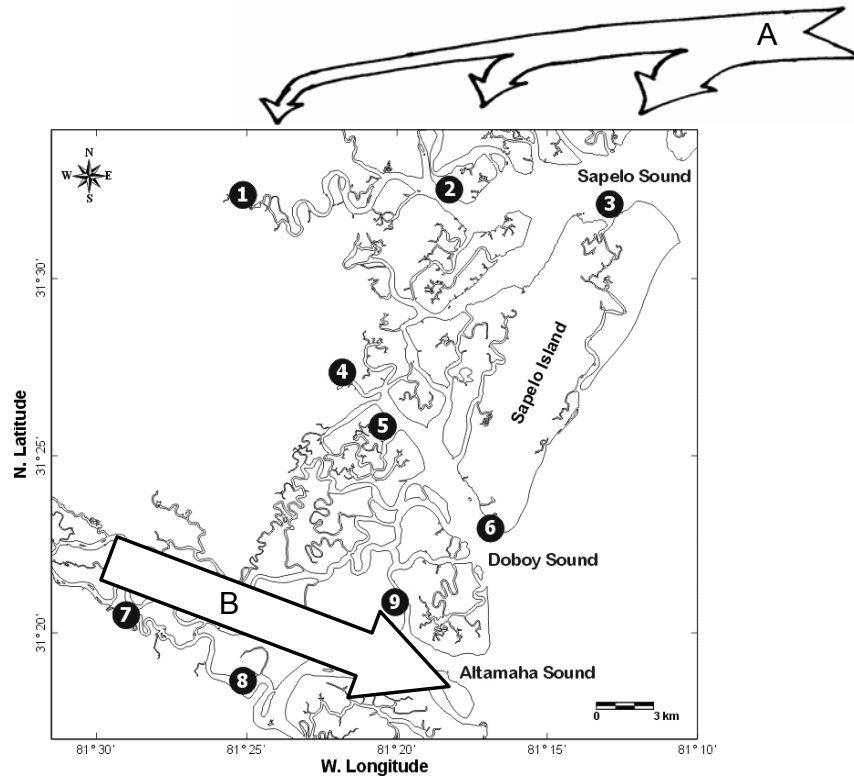 A
N
W E
S
Sapelo Sound
1
2
3
31° 30'
Sapelo Island
4
5
31° 25'
N. Latitude
6
Doboy Sound
B
9
7
31° 20'
8
Altamaha Sound
0 3 km
81° 30' 81° 25' 81° 20' 81° 15' 81° 10'
W. Longitude